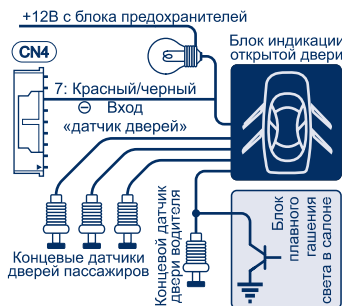 +12В с блока предохранителей
Блок индикации
открытой двери
CN4
7: Красный/черный
⊖ Вход
«датчик дверей»
Концевые датчики
дверей пассажиров
Концевой датчик
двери водителя
Блок
плавного
гашения
света в салоне